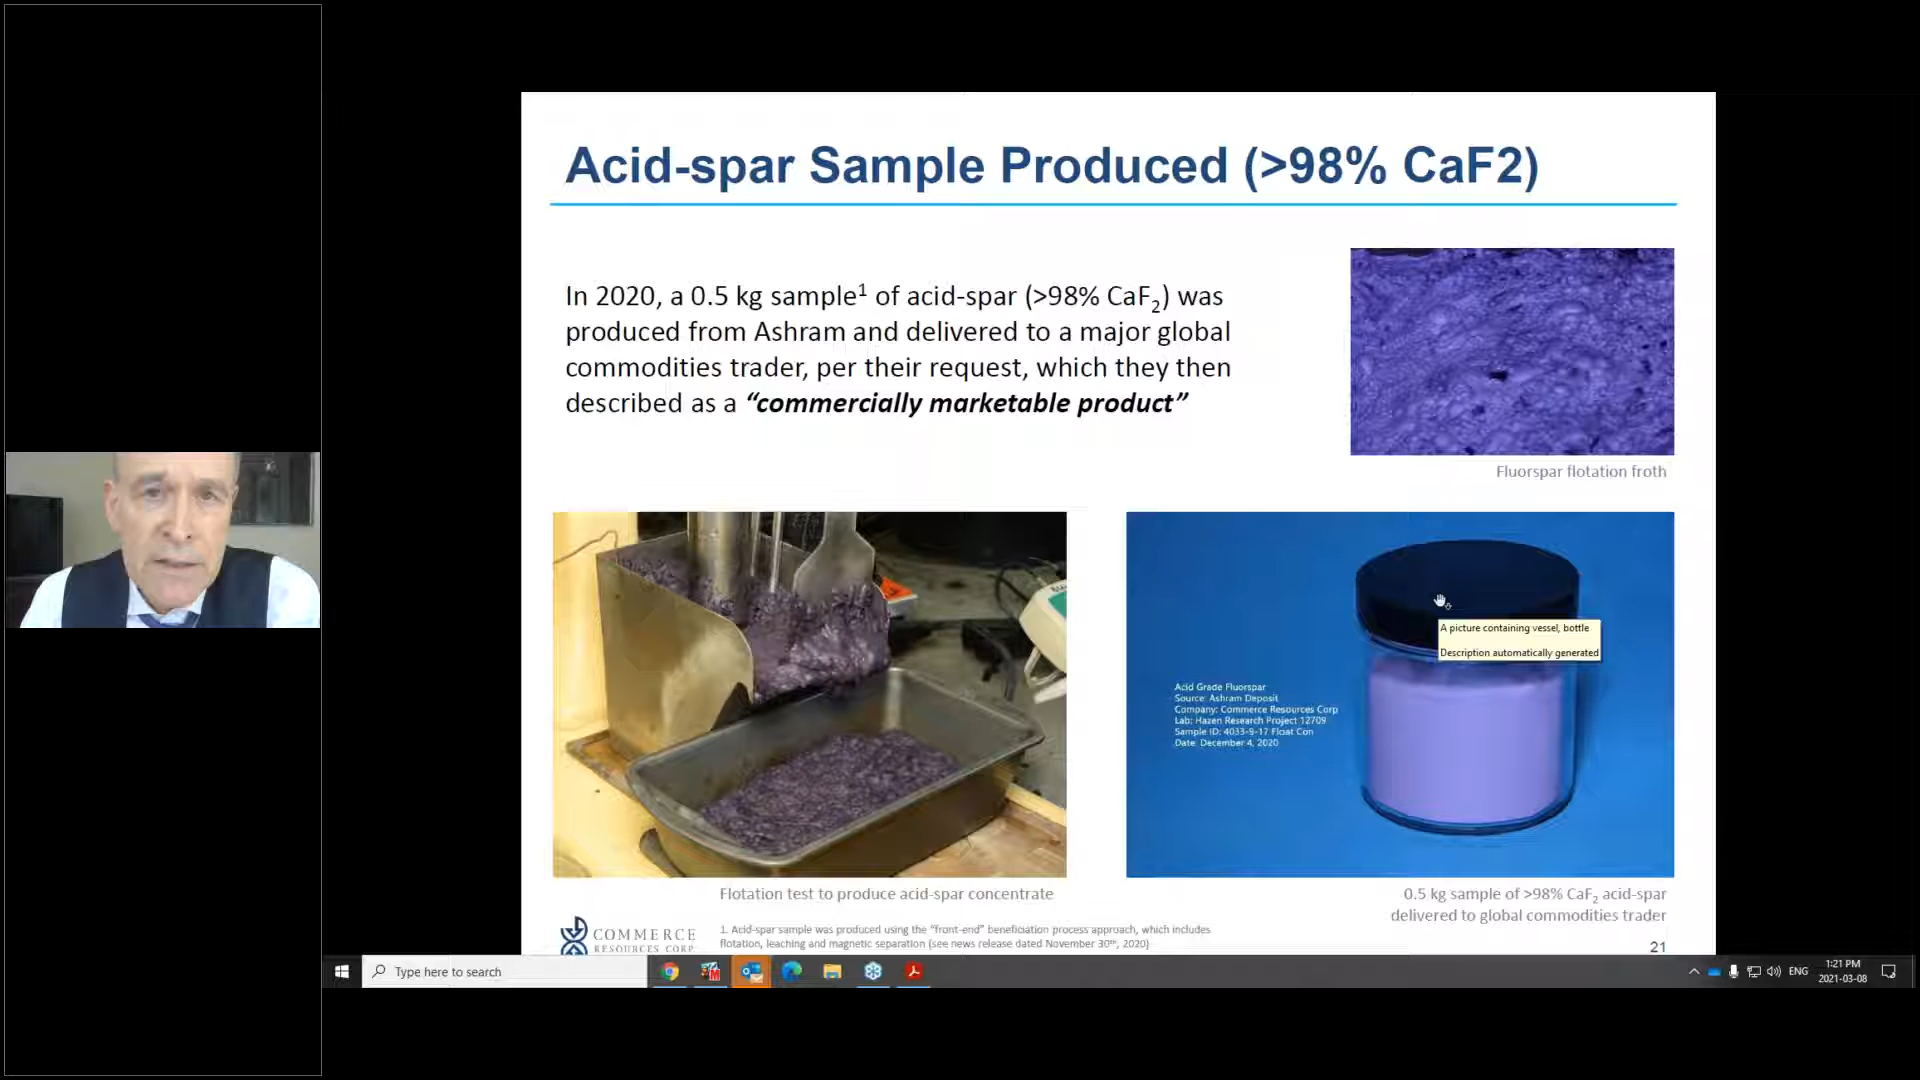 Acid-spar Sample Produced (>98% CaF2)
In 2020, a 0.5 kg sample¹ of acid-spar (>98% CaF₂) was
produced from Ashram and delivered to a major global
commodities trader, per their request, which they then
described as a “commercially marketable product”
Fluorspar flotation froth
A picture containing vessel, bottle
Description automatically generated
Acid Grade Fluorspar
Source: Ashram Deposit
Company: Commerce Resources Corp
Lab: Hazen Research Project 12709
Sample ID: 4033-9-17 Float Con
Date: December 4, 2020
Flotation test to produce acid-spar concentrate
0.5 kg sample of >98% CaF₂ acid-spar
delivered to global commodities trader
COMMERCE
RESOURCES CORP
1. Acid-spar sample was produced using the “front-end” beneficiation process approach, which includes
flotation, leaching and magnetic separation (see news release dated November 30ᵗʰ, 2020)
21
Type here to search
ENG
1:21 PM
2021-03-08